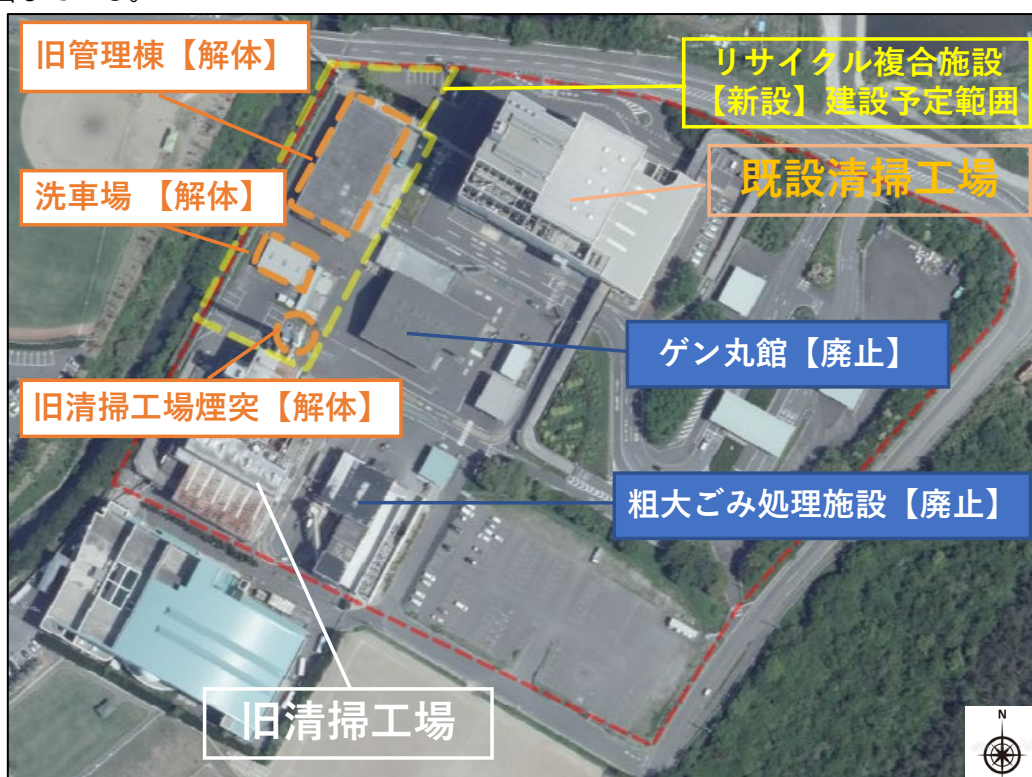 旧管理棟【解体】
リサイクル複合施設
【新設】建設予定範囲
既設清掃工場
洗車場 【解体】
ゲン丸館【廃止】
旧清掃工場煙突【解体】
粗大ごみ処理施設【廃止】
旧清掃工場
N